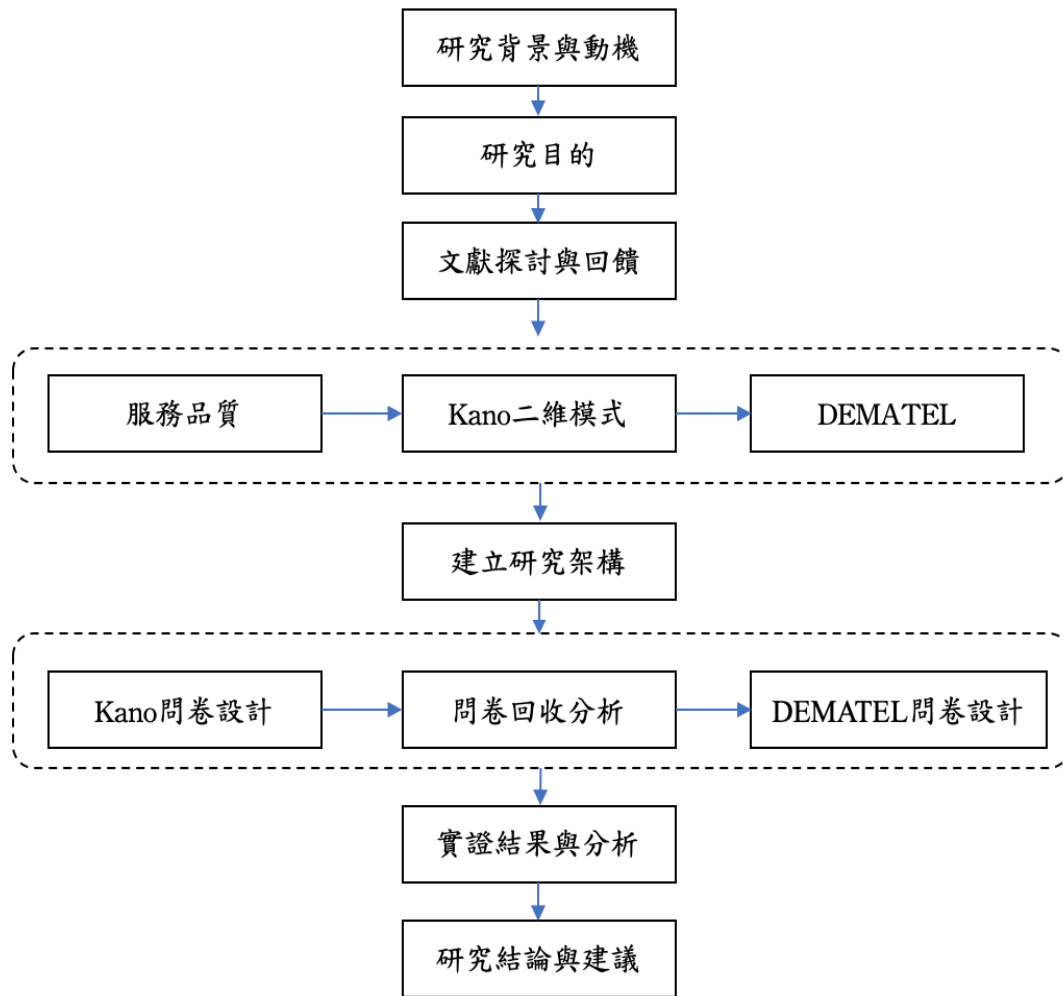 研究背景與動機
研究目的
文獻探討與回饋
服務品質
Kano二維模式
DEMATEL
建立研究架構
Kano問卷設計
問卷回收分析
DEMATEL問卷設計
實證結果與分析
研究結論與建議